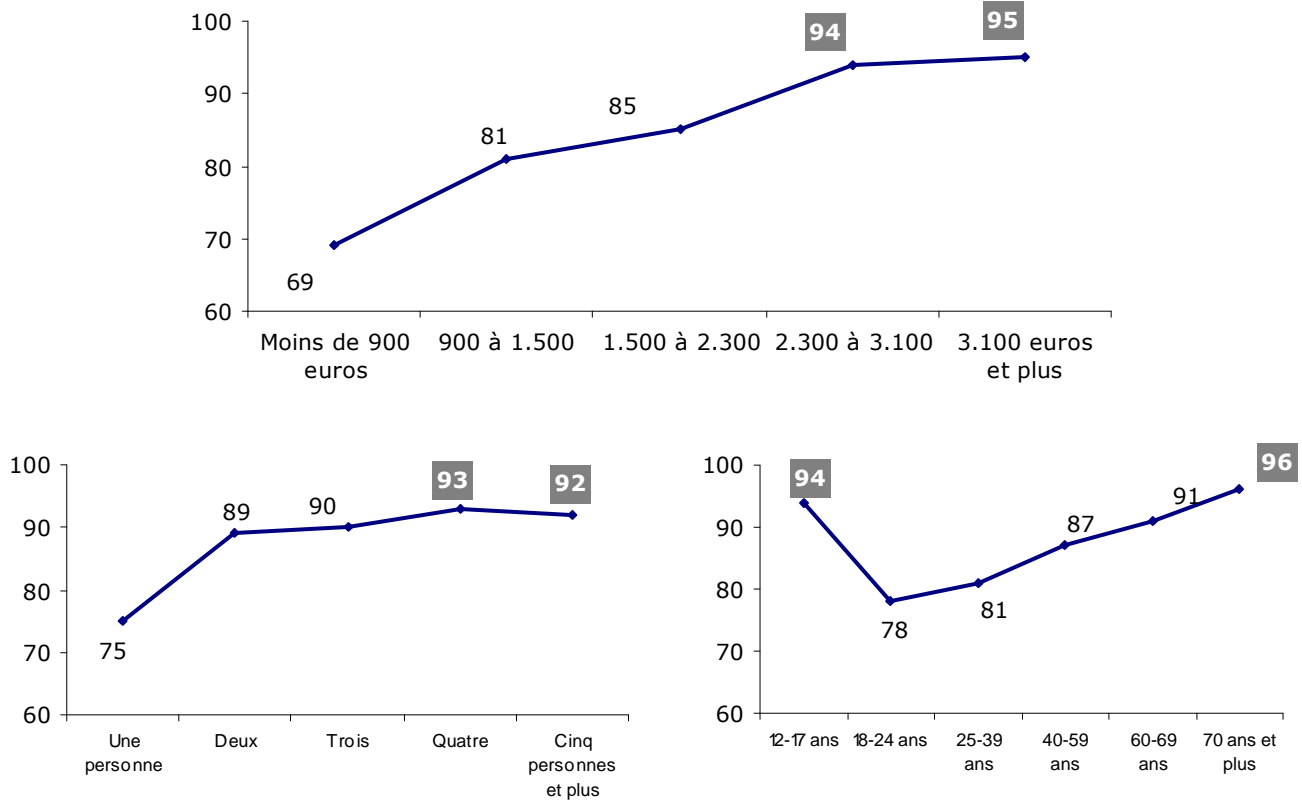 100
90
80
70
60
69
81
85
94
95
Moins de 900
euros
900 à 1.500
1.500 à 2.300
2.300 à 3.100
3.100 euros
et plus
100
90
80
70
60
75
89
90
93
92
Une
personne
Deux
Trois
Quatre
Cinq
personnes
et plus
100
90
80
70
60
94
78
81
87
91
96
12-17 ans
18-24 ans
25-39
ans
40-59
ans
60-69
ans
70 ans et
plus